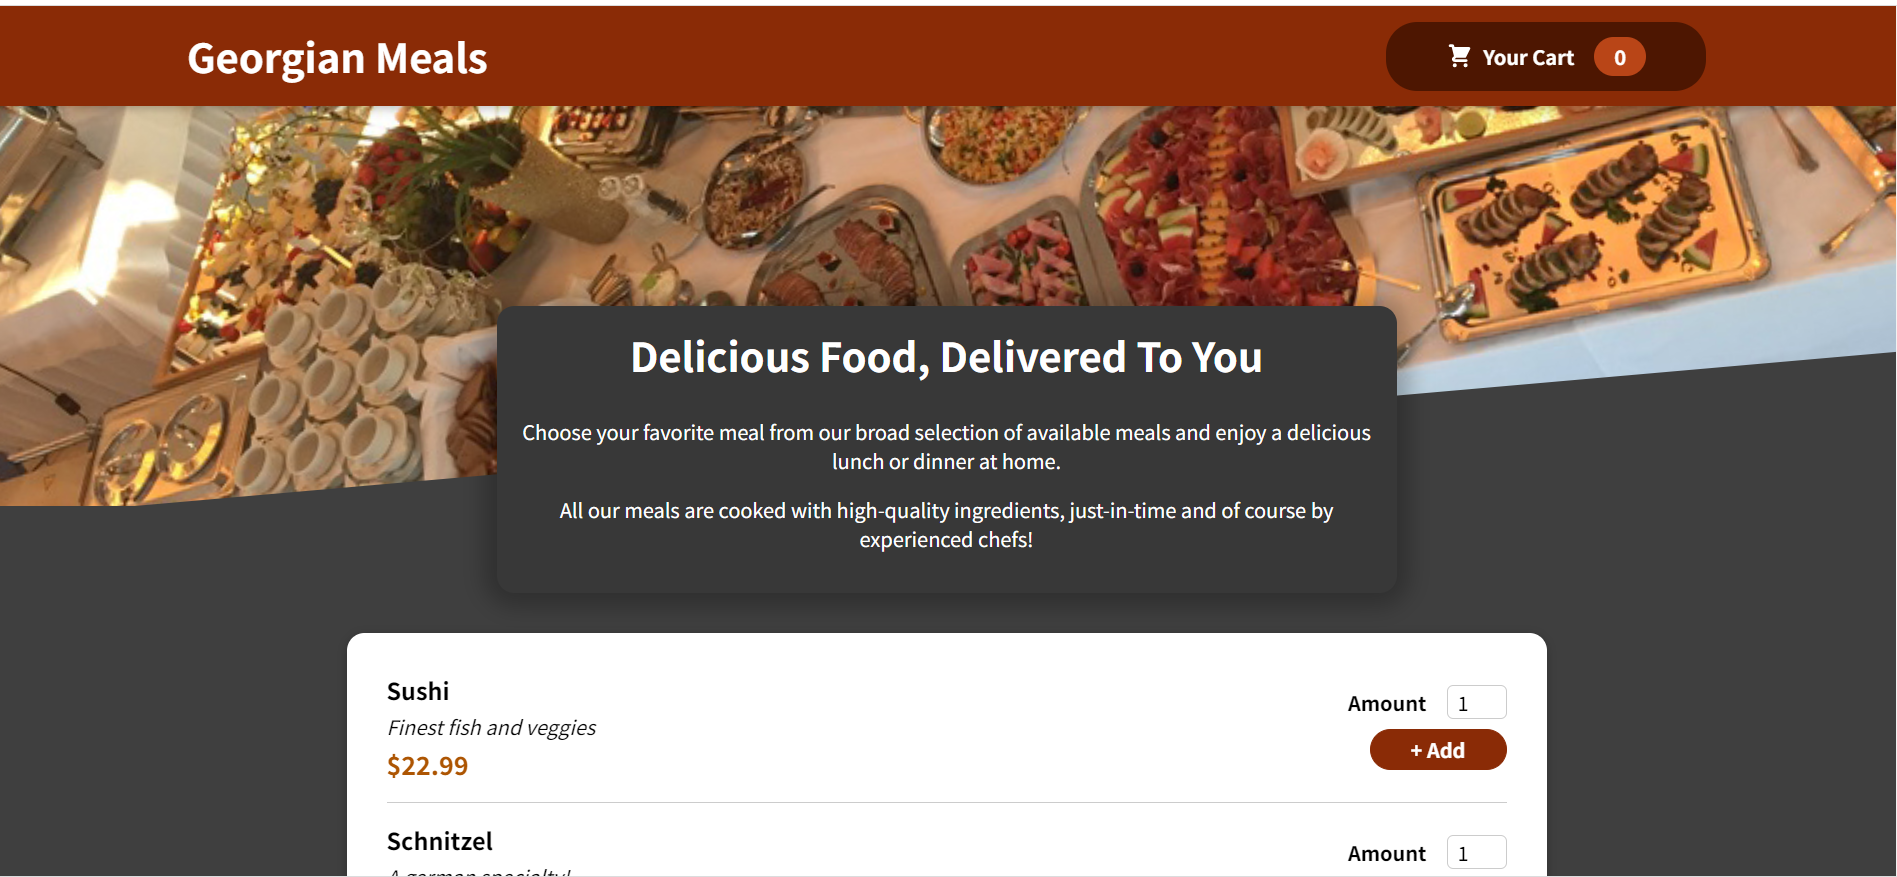 Georgian Meals
Your Cart 0
Delicious Food, Delivered To You
Choose your favorite meal from our broad selection of available meals and enjoy a delicious
lunch or dinner at home.
All our meals are cooked with high-quality ingredients, just-in-time and of course by
experienced chefs!
Sushi
Finest fish and veggies
$22.99
Amount 1
+ Add
Schnitzel
A german specialty!
Amount 1